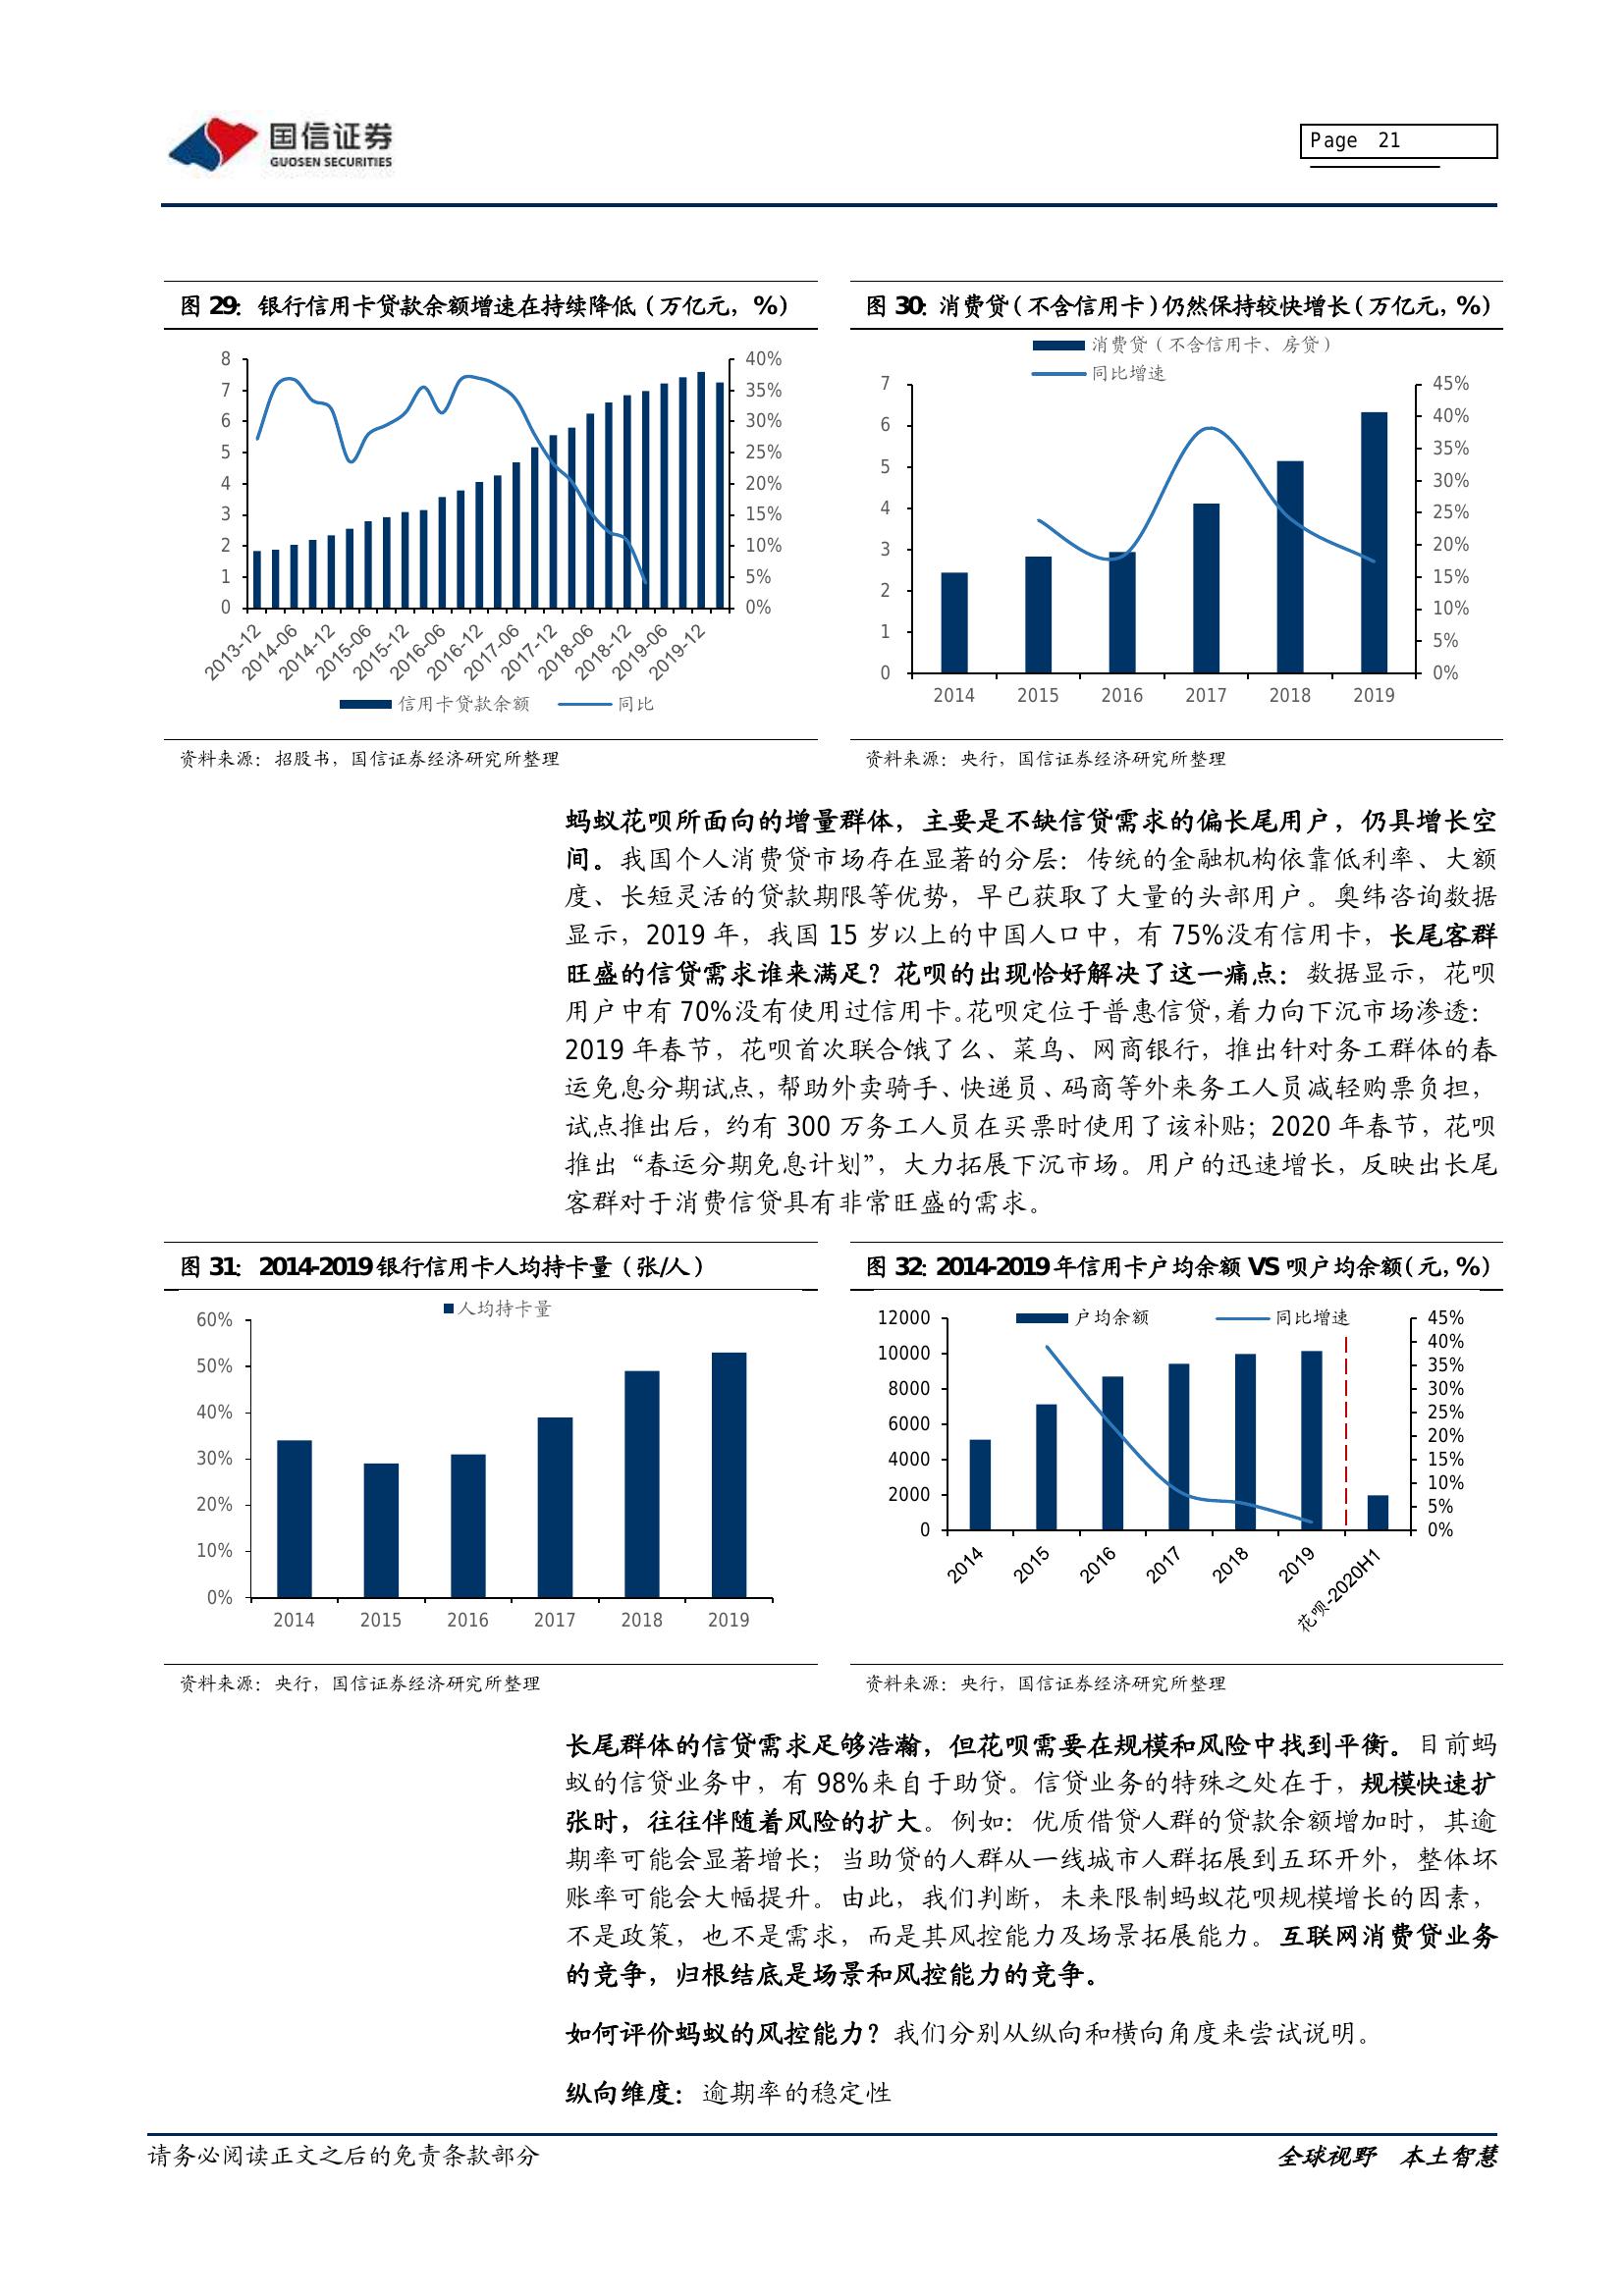 国信证券
GUOSEN SECURITIES
Page 21
图 29：银行信用卡贷款余额增速在持续降低（万亿元，%）
8
7
6
5
4
3
2
1
0
40%
35%
30%
25%
20%
15%
10%
5%
0%
2013-12
2014-06
2014-12
2015-06
2015-12
2016-06
2016-12
2017-06
2017-12
2018-06
2018-12
2019-06
2019-12
信用卡贷款余额
同比
资料来源：招股书，国信证券经济研究所整理
图 30：消费贷（不含信用卡）仍然保持较快增长（万亿元，%）
消费贷（不含信用卡、房贷）
同比增速
7
6
5
4
3
2
1
0
45%
40%
35%
30%
25%
20%
15%
10%
5%
0%
2014
2015
2016
2017
2018
2019
资料来源：央行，国信证券经济研究所整理
蚂蚁花呗所面向的增量群体，主要是不缺信贷需求的偏长尾用户，仍具增长空
间。我国个人消费贷市场存在显著的分层：传统的金融机构依靠低利率、大额
度、长短灵活的贷款期限等优势，早已获取了大量的头部用户。奥纬咨询数据
显示，2019 年，我国 15 岁以上的中国人口中，有 75%没有信用卡，长尾客群
旺盛的信贷需求谁来满足？花呗的出现恰好解决了这一痛点：数据显示，花呗
用户中有 70%没有使用过信用卡。花呗定位于普惠信贷，着力向下沉市场渗透：
2019 年春节，花呗首次联合饿了么、菜鸟、网商银行，推出针对务工群体的春
运免息分期试点，帮助外卖骑手、快递员、码商等外来务工人员减轻购票负担，
试点推出后，约有 300 万务工人员在买票时使用了该补贴；2020 年春节，花呗
推出“春运分期免息计划”，大力拓展下沉市场。用户的迅速增长，反映出长尾
客群对于消费信贷具有非常旺盛的需求。
图 31：2014-2019 银行信用卡人均持卡量（张/人）
人均持卡量
60%
50%
40%
30%
20%
10%
0%
2014
2015
2016
2017
2018
2019
资料来源：央行，国信证券经济研究所整理
图 32：2014-2019 年信用卡户均余额 VS 呗户均余额（元，%）
户均余额
同比增速
12000
10000
8000
6000
4000
2000
0
45%
40%
35%
30%
25%
20%
15%
10%
5%
0%
2014
2015
2016
2017
2018
2019
花呗-2020H1
资料来源：央行，国信证券经济研究所整理
长尾群体的信贷需求足够浩瀚，但花呗需要在规模和风险中找到平衡。目前蚂
蚁的信贷业务中，有 98%来自于助贷。信贷业务的特殊之处在于，规模快速扩
张时，往往伴随着风险的扩大。例如：优质借贷人群的贷款余额增加时，其逾
期率可能会显著增长；当助贷的人群从一线城市人群拓展到五环开外，整体坏
账率可能会大幅提升。由此，我们判断，未来限制蚂蚁花呗规模增长的因素，
不是政策，也不是需求，而是其风控能力及场景拓展能力。互联网消费贷业务
的竞争，归根结底是场景和风控能力的竞争。
如何评价蚂蚁的风控能力？我们分别从纵向和横向角度来尝试说明。
纵向维度：逾期率的稳定性
请务必阅读正文之后的免责条款部分
全球视野 本土智慧